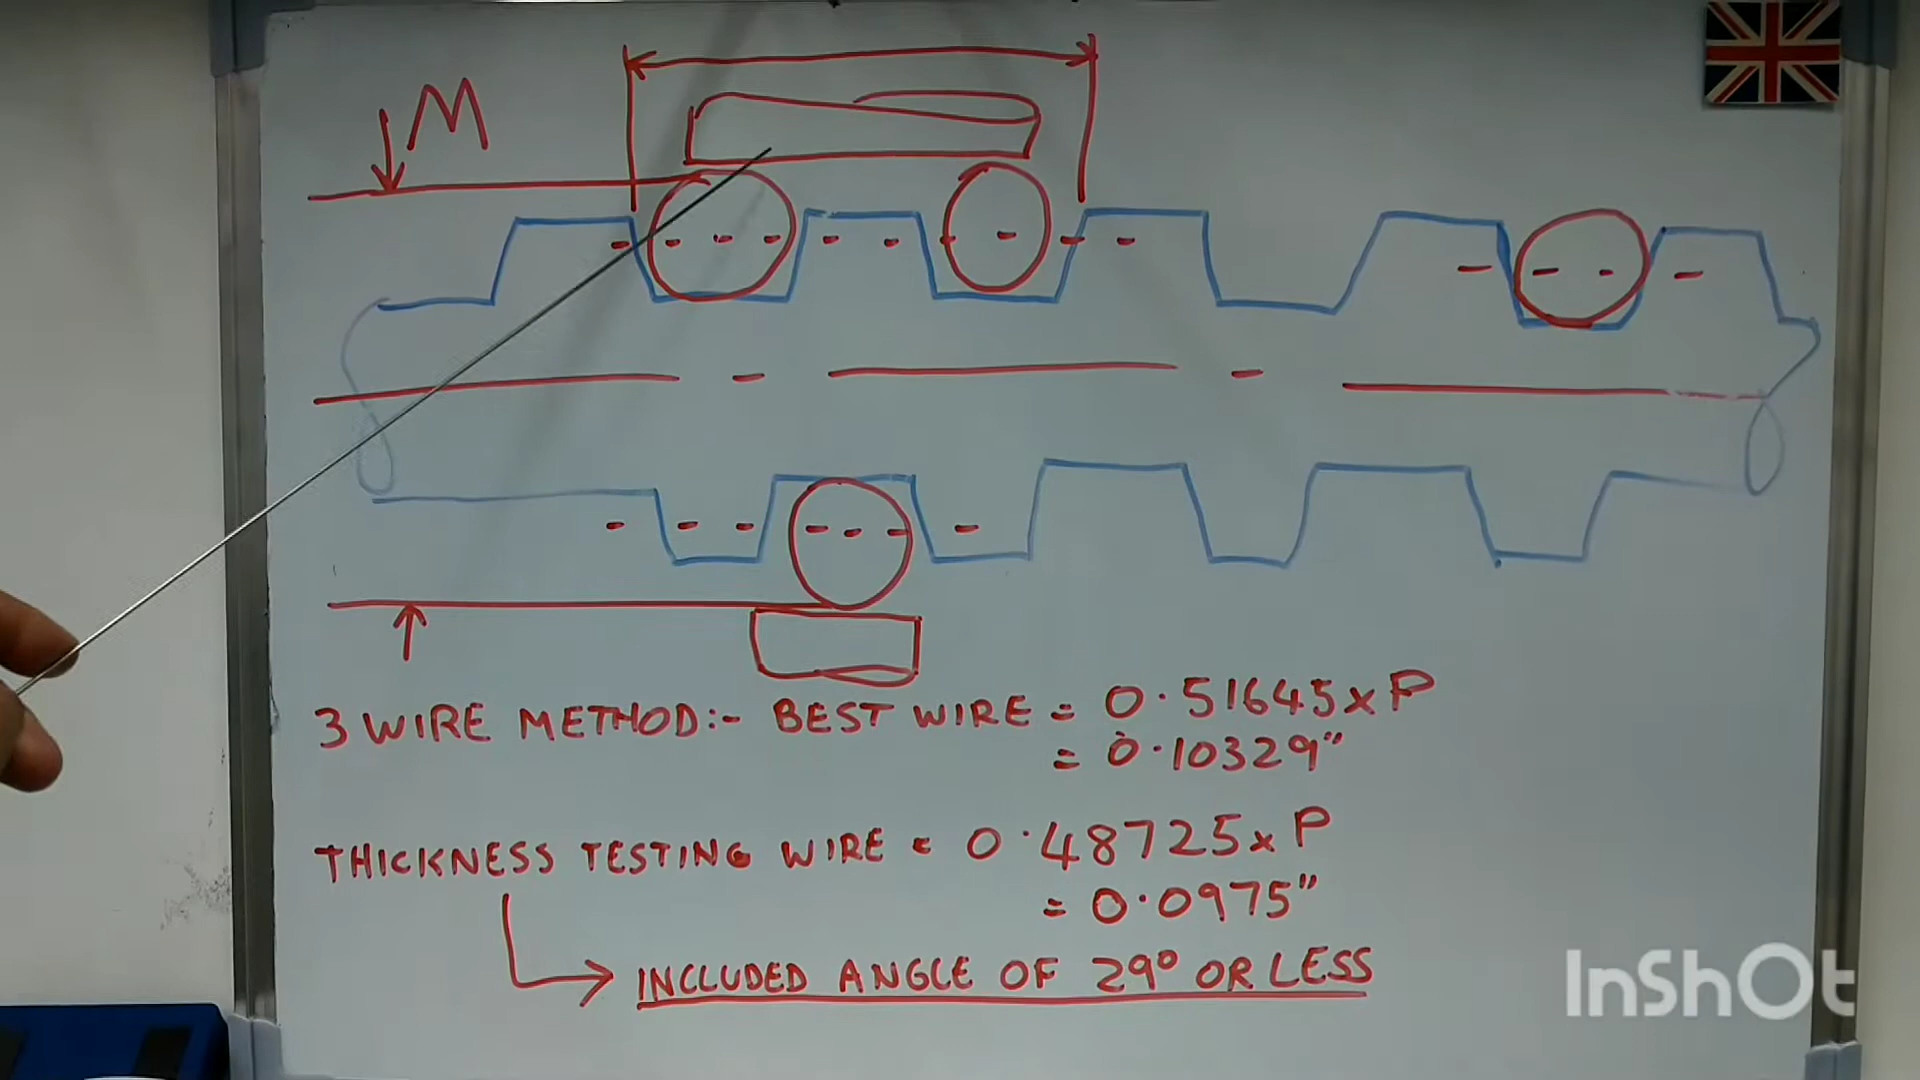 M
3 WIRE METHOD:- BEST WIRE = 0.51645 x P
= 0.10329"
THICKNESS TESTING WIRE = 0.48725 x P
= 0.0975"
INCLUDED ANGLE OF 29° OR LESS
InShOt